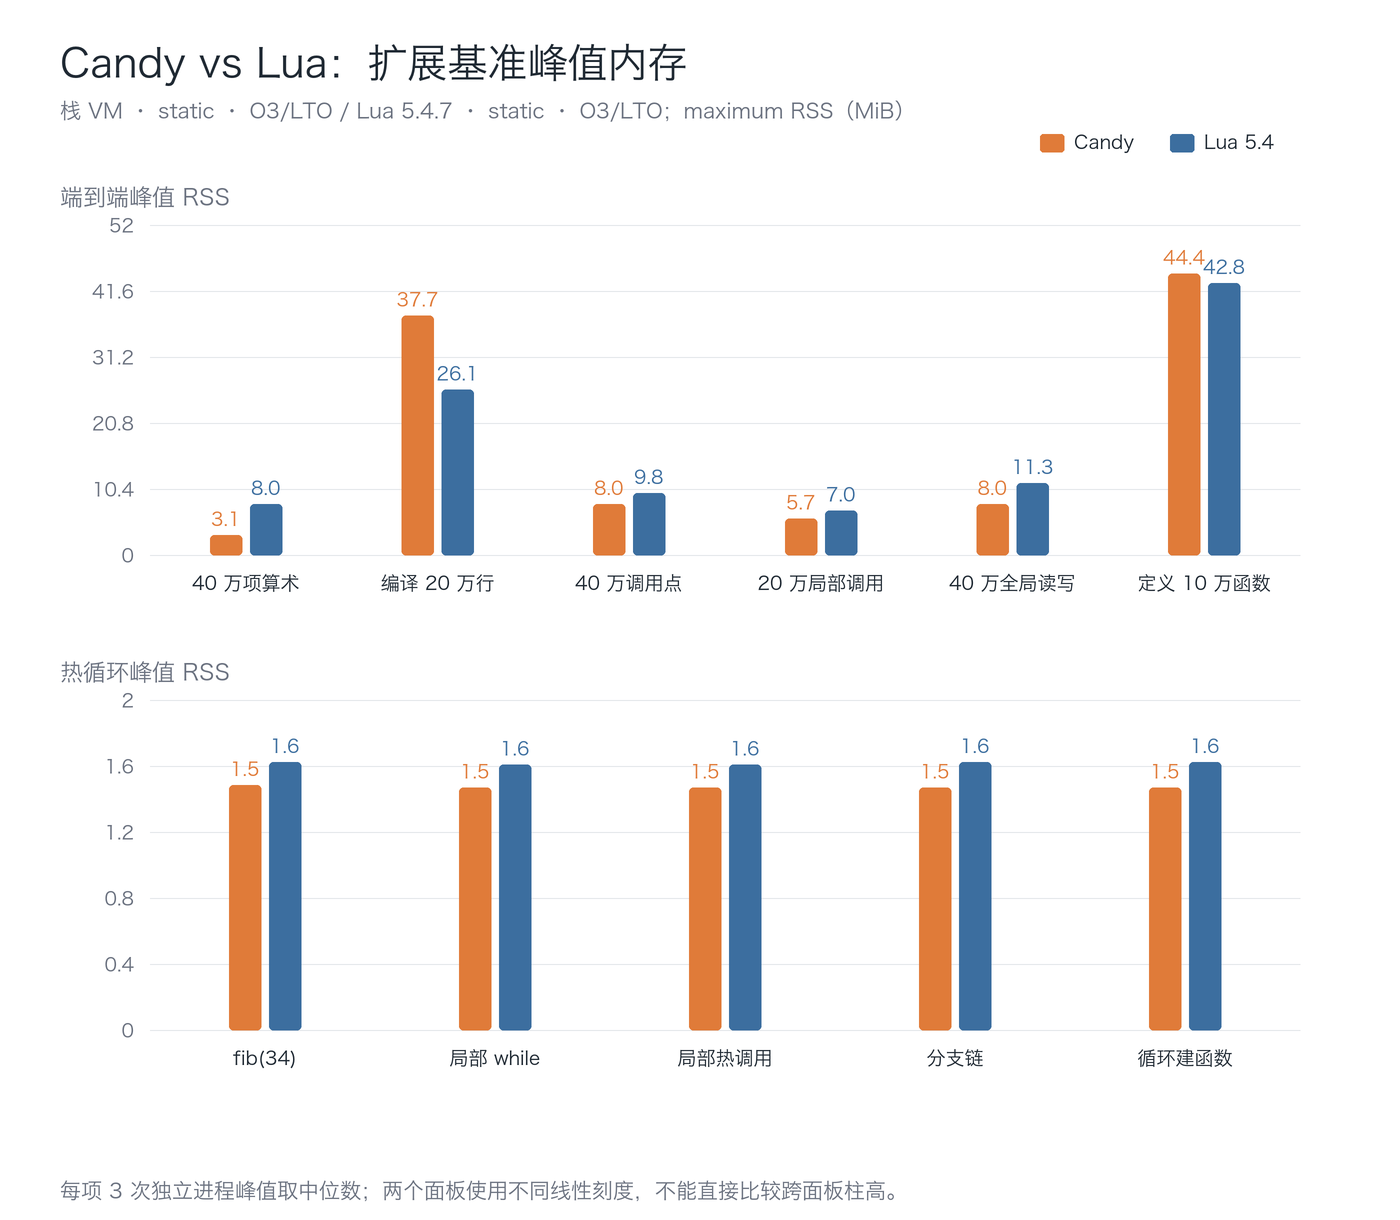 Candy vs Lua：扩展基准峰值内存
栈 VM · static · O3/LTO / Lua 5.4.7 · static · O3/LTO；maximum RSS（MiB）
Candy Lua 5.4
端到端峰值 RSS
52
41.6
31.2
20.8
10.4
0
3.1 8.0 37.7 26.1 8.0 9.8 5.7 7.0 8.0 11.3 44.4 42.8
40 万项算术 编译 20 万行 40 万调用点 20 万局部调用 40 万全局读写 定义 10 万函数
热循环峰值 RSS
2
1.6
1.2
0.8
0.4
0
1.5 1.6 1.5 1.6 1.5 1.6 1.5 1.6 1.5 1.6
fib(34) 局部 while 局部热调用 分支链 循环建函数
每项 3 次独立进程峰值取中位数；两个面板使用不同线性刻度，不能直接比较跨面板柱高。